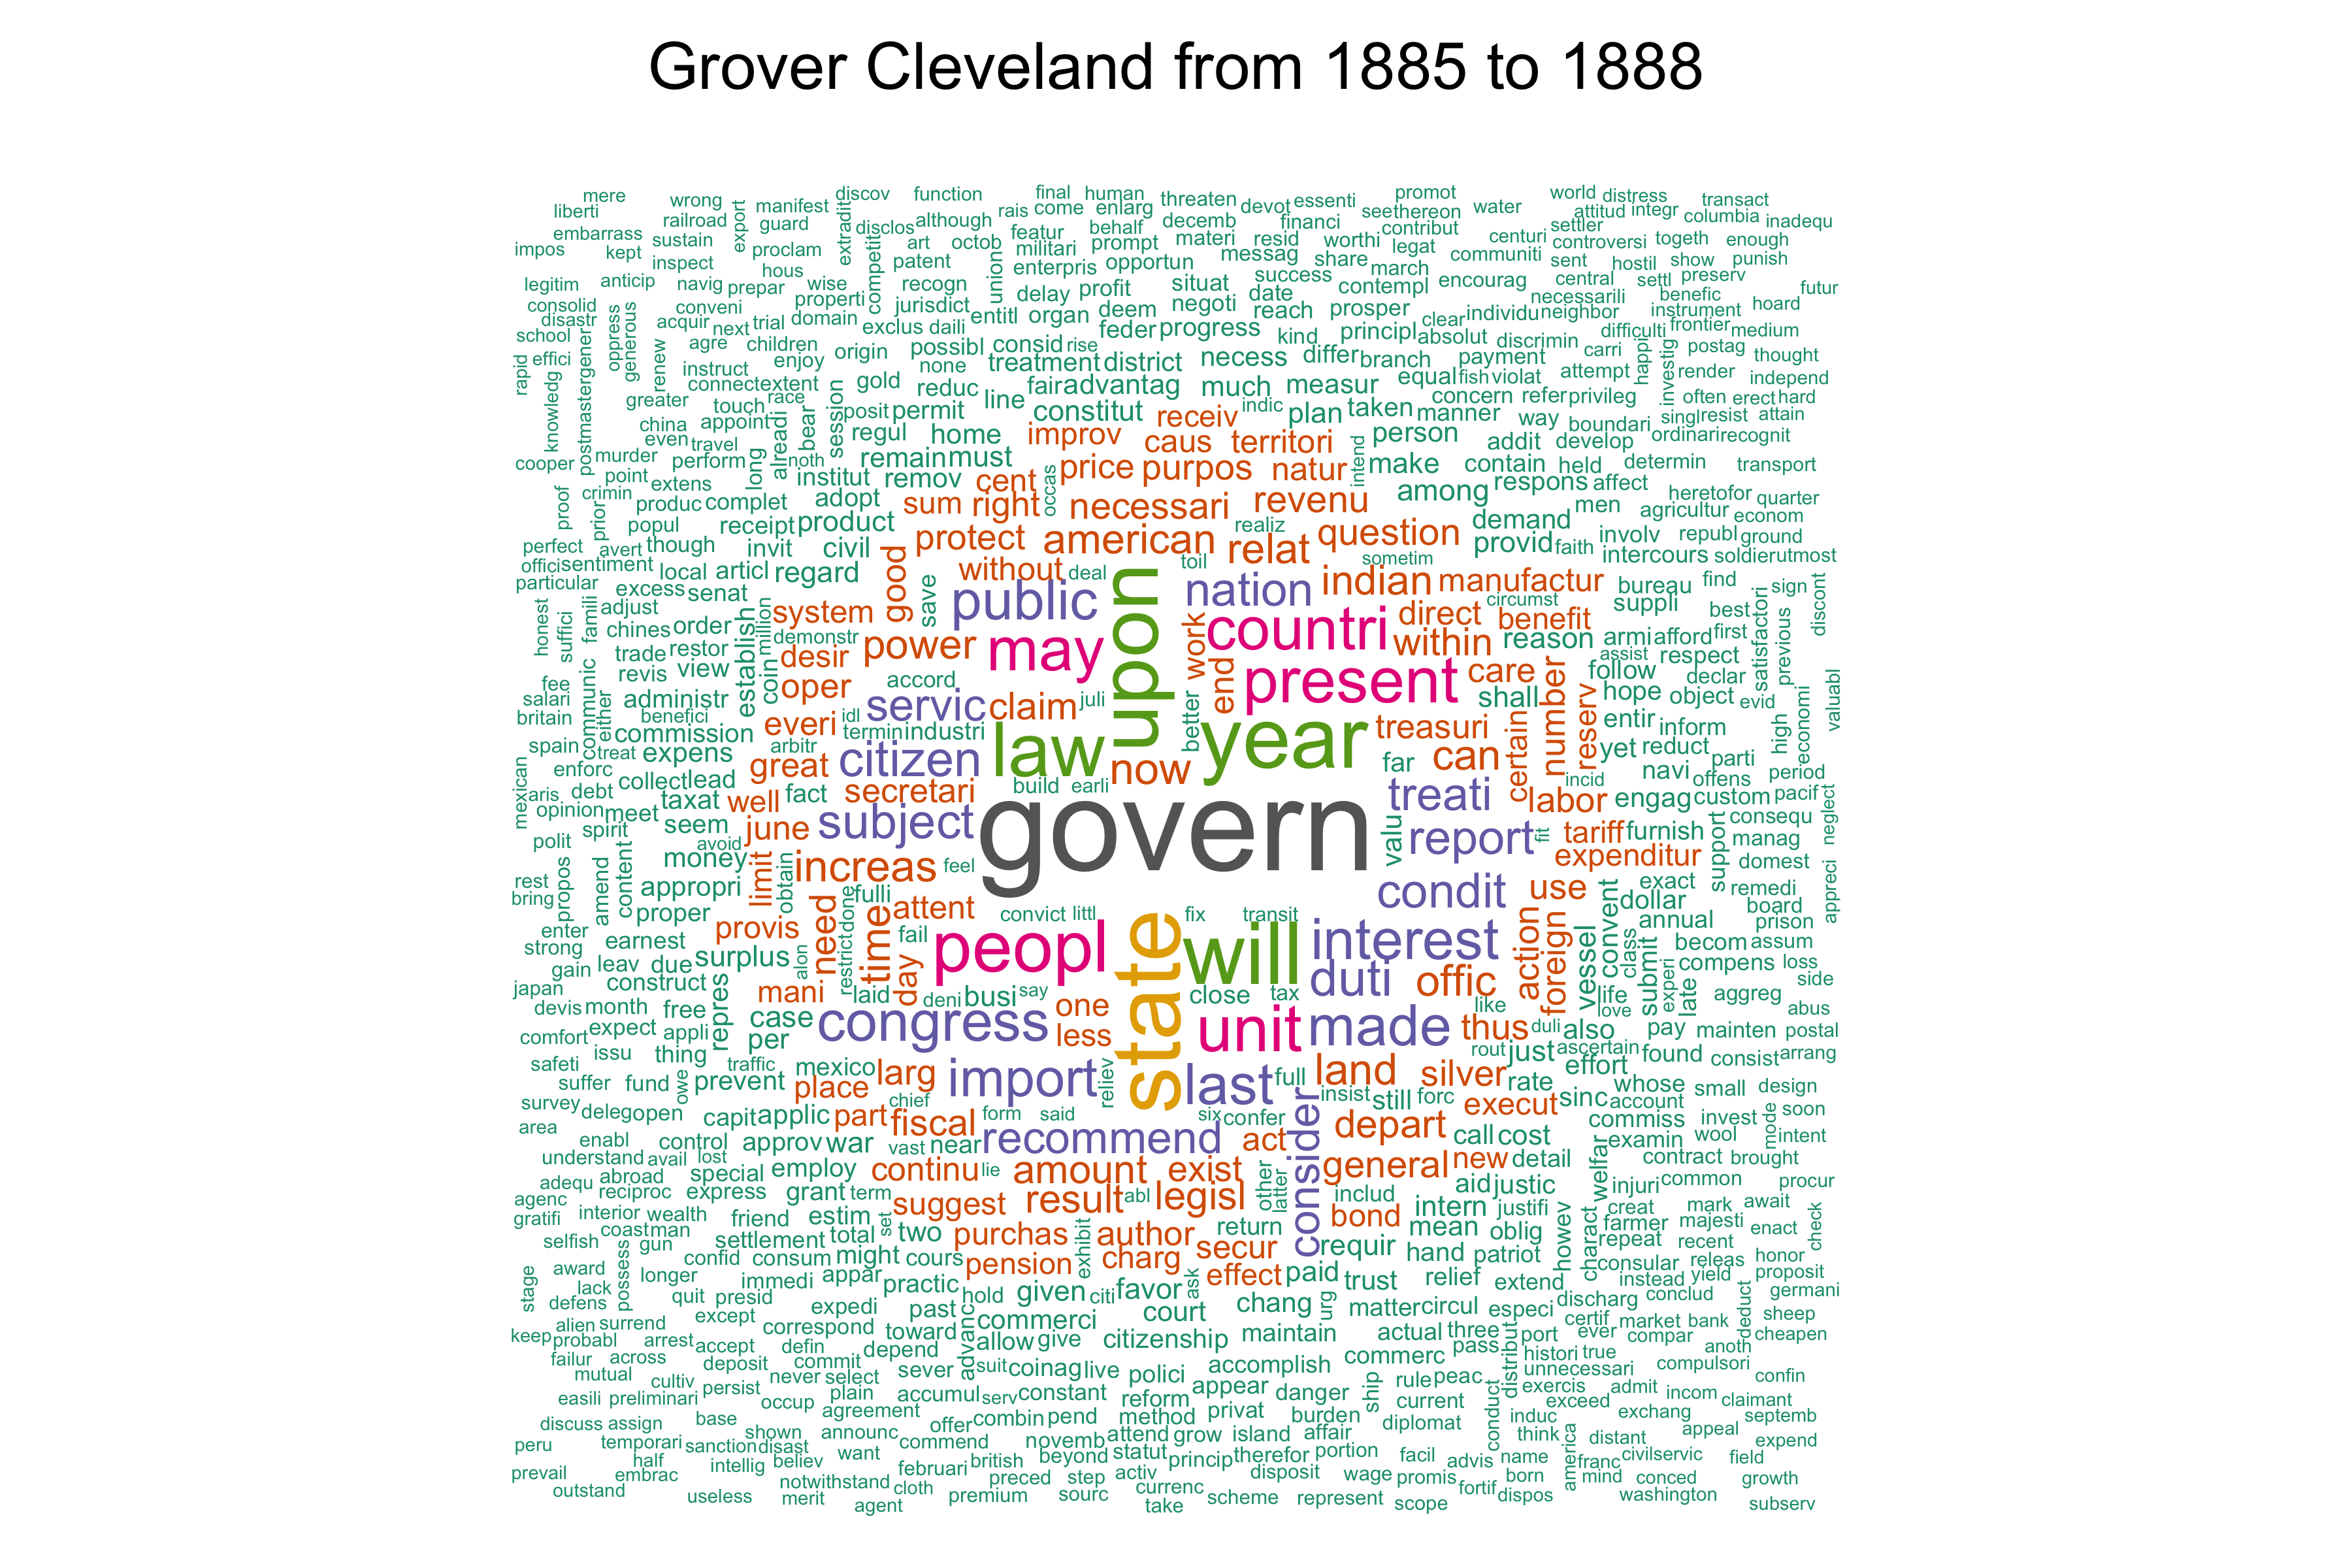 Grover Cleveland from 1885 to 1888
mere wrong discov function final human threaten essenti promot world distress transact
liberti railroad manifest export guard extradit disclos although rais come enlarg decemb devot financi seethereon water attitud integr columbia inadequ
embarrass sustain proclam art octob featur behalf materi resid worthi contribut legat centuri settler controversi togeth enough
impos kept inspect hous competit patent union militari prompt opportun messag share march communiti sent hostil show punish
legitim anticip navig prepar wise recogn enterpris profit situat success contempl encourag central settl preserv futur
consolid conveni properti jurisdict delay negoti date necessarili benefic instrument hoard
disastr oppress generous acquir next trial domain exclus daili entitl organ deem reach prosper clear individu neighbor
school postmastergener agre children origin possibl consid rise feder progress kind principl absolut discrimin difficulti frontier medium
rapid effici renew instruct enjoy none treatment district necess differ branch payment carri happi investig postag thought
knowledg connect extent gold reduc fair advantag much measur equal fish violat attempt render independ
greater touch race session posit permit line constitut receiv indic plan taken manner concern refer privileg way often erect hard
china appoint alreadi bear regul home improv caus territori person addit develop boundari singl resist attain
even travel long noth remain must price purpos natur intend make contain held determin ordinari recognit
cooper murder perform institut remov cent occas among respons affect transport
point extens adopt sum right necessari revenu men heretofor quarter
proof crimin prior produc complet receipt product protect american realiz relat question demand agricultur econom
perfect popul avert though invit civil good without deal toil sometim provid faith involv republ ground
offici sentiment local articl regard public upon nation indian manufactur intercours soldier utmost
particular excess senat system save direct circumst benefit bureau find sign discont
honest suffici famili adjust chines order establish million demonstr power may work countri within reason suppli best first satisfactori previous
trade restor desir end present care armi afford respect
fee communic revis view coin oper accord juli shall number follow assist declar
salari either administr benefici servic claim better reserv hope object evid high economi valuabl
britain commission everi idl termin industri law year treasuri certain entir inform
spain treat expens arbitr citizen now far can yet reduct parti
enforc collect lead great build earli incid navi offens period
mexican aris debt taxat well fact secretari govern treati labor engag custom pacif
opinion meet seem june subject valu report fit tariff furnish support consequ neglect
polit spirit avoid manag
money limit increas feel expenditur domest appreci
rest propos amend content appropri obtain fulli condit use exact remedi
bring proper need done attent convict littl fix transit dollar board
enter provis time fail peopl state will interest action foreign vessel convent annual prison
strong earnest surplus alon restrict class submit becom assum
gain leav due day duti offic experi compens loss
japan construct repres mani laid deni busi say close tax life late aggreg side
devis month free case congress one unit made like thus duli love also pay abus
comfort expect appli per less mainten postal
safeti issu thing traffic mexico rout just ascertain found consist arrang
suffer fund owe prevent place larg import reliev last full land silver rate effort whose small design
survey deleg open capit applic part chief fiscal form said six confer consider insist still forc execut sinc account invest mode soon
area enabl control approv war vast near recommend act depart call cost commiss examin wool intent
understand avail lost special employ continu lie amount exist general new detail welfar contract brought
adequ abroad reciproc express grant term suggest result abl legisl other latter includ aid justic injuri common procur
agenc interior wealth friend estim set bond intern justifi creat mark await
gratifi coast man settlement total two purchas exhibit author return mean oblig howev charact farmer majesti enact check
selfish gun confid consum might cours pension charg secur requir hand patriot repeat recent honor
stage award possess longer immedi appar practic effect paid trust relief extend consular releas
lack quit presid expedi hold given citi favor ask urg discharg instead yield proposit germani
defens except past advanc commerci court chang matter circul especi conclud deduct sheep
alien surrend correspond toward allow give citizenship maintain actual three port certif ever market bank cheapen
keep probabl arrest accept defin depend pass distribut compar anoth
failur across deposit commit sever suit coinag live polici accomplish commerc histori true unnecessari compulsori
mutual cultiv persist never select accumul serv constant reform appear danger ship rule peac exercis admit incom confin
easili preliminari occup plain current conduct exceed claimant
discuss assign base agreement offer combin pend method privat burden diplomat induc exchang septemb
peru temporari sanction disast shown announc commend novemb attend grow island affair think america distant appeal expend
prevail half embrac intellig believ want februari british beyond statut princip therefor portion facil advis name franc civilservic field
outstand useless notwithstand merit cloth preced step activ disposit wage promis born mind conced growth
agent premium sourc currenc take scheme represent scope fortif dispos washington subserv